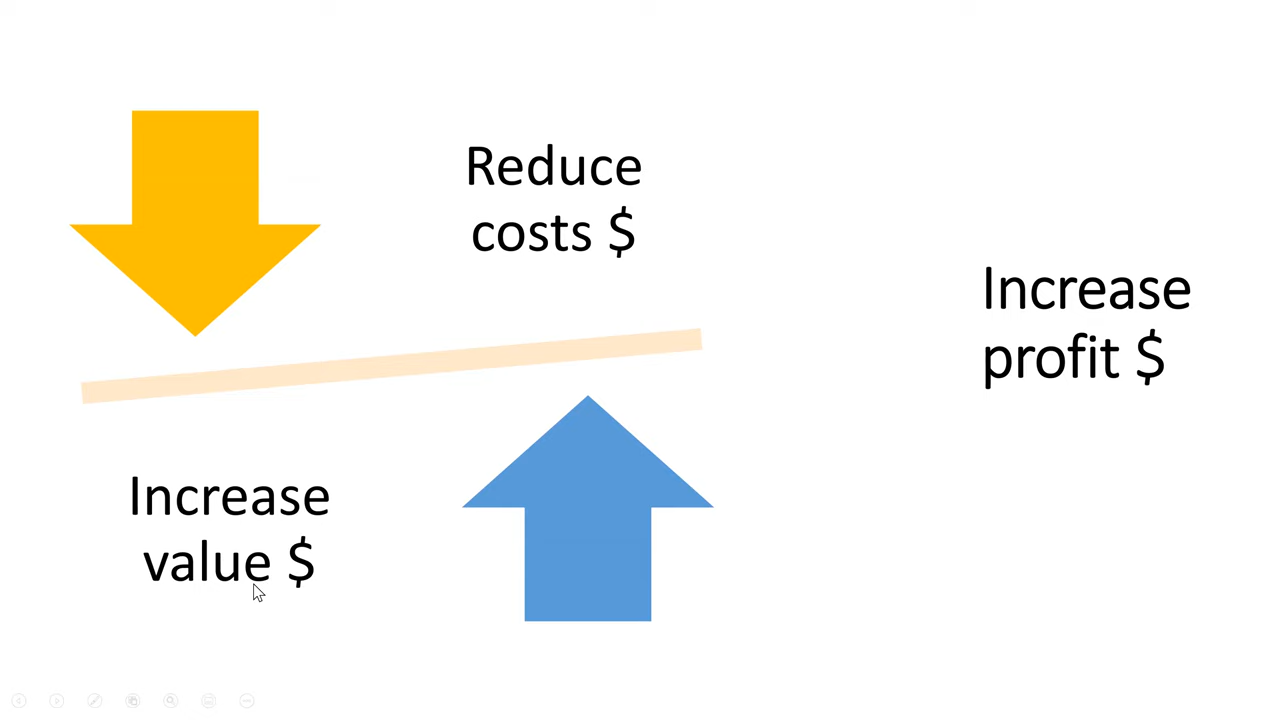 Reduce
costs $
Increase
profit $
Increase
value $